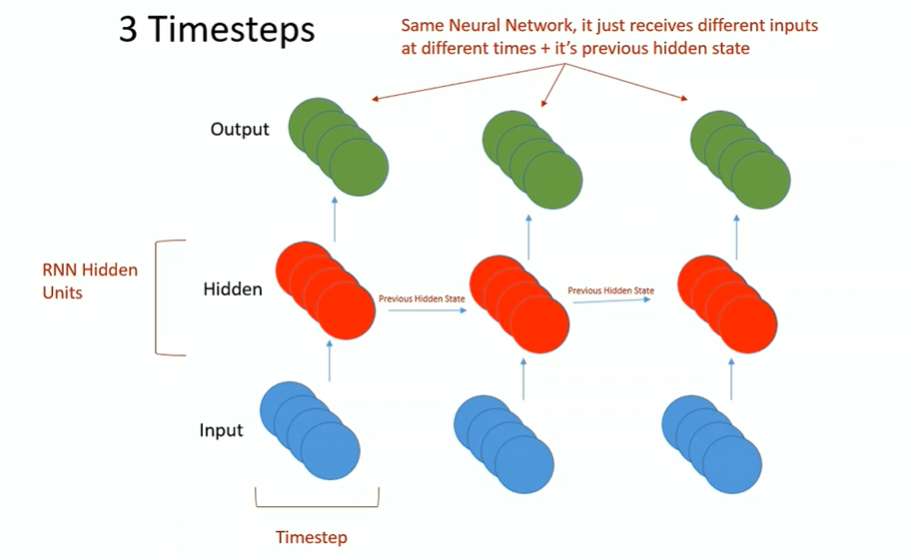 3 Timesteps
Same Neural Network, it just receives different inputs
at different times + it's previous hidden state
Output
RNN Hidden
Units
Hidden
Previous Hidden State
Previous Hidden State
Input
Timestep